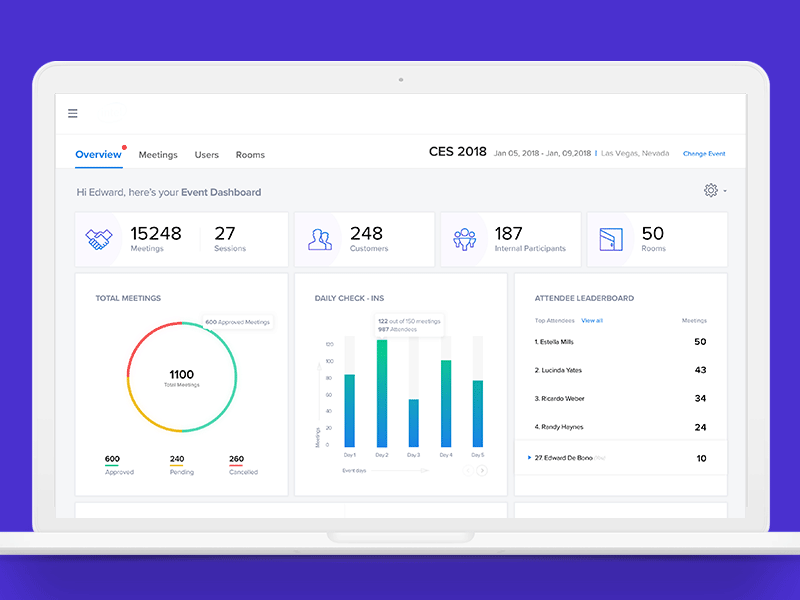 Overview Meetings Users Rooms
CES 2018 Jan 05, 2018 - Jan, 09,2018 | Las Vegas, Nevada Change Event
Hi Edward, here's your Event Dashboard
15248 Meetings
27 Sessions
248 Customers
187 Internal Participants
50 Rooms
TOTAL MEETINGS
600 Approved Meetings
1100
Total Meetings
600 240 260
Approved Pending Cancelled
DAILY CHECK - INS
122 out of 150 meetings
987 Attendees
120
100
80
60
40
20
0
Meetings
Day 1 Day 2 Day 3 Day 4 Day 5
Event days
ATTENDEE LEADERBOARD
Top Attendees View all Meetings
1. Estella Mills 50
2. Lucinda Yates 43
3. Ricardo Weber 34
4. Randy Haynes 24
27. Edward De Bono 10